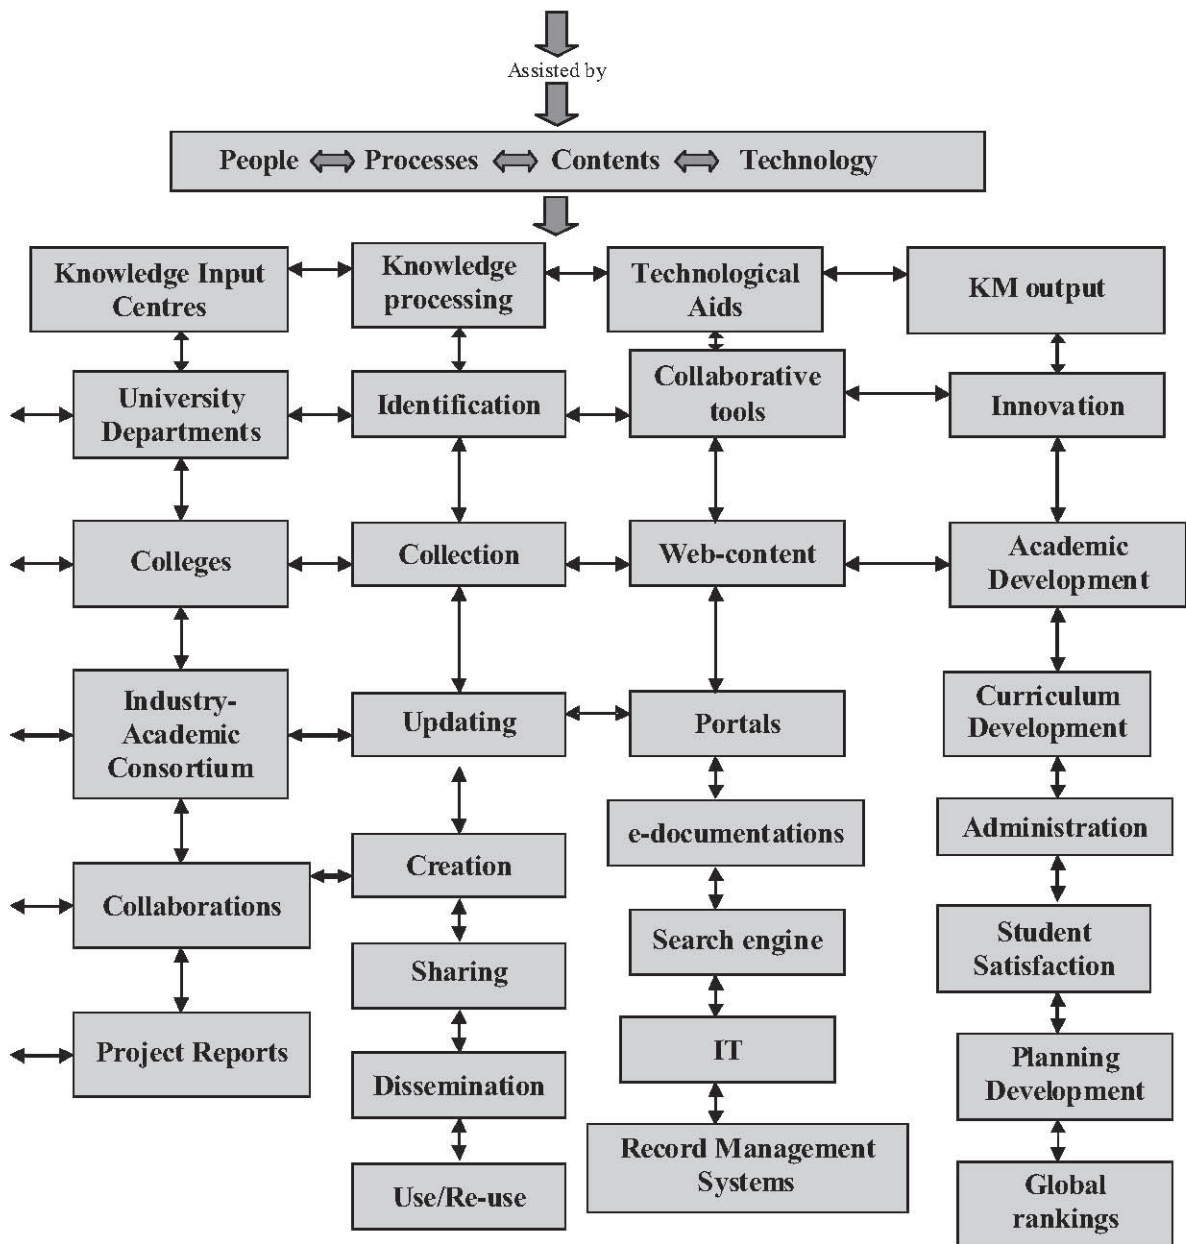 Assisted by
People Processes Contents Technology
Knowledge Input
Centres
Knowledge
processing
Technological
Aids
KM output
University
Departments
Identification
Collaborative
tools
Innovation
Colleges
Collection
Web-content
Academic
Development
Industry-
Academic
Consortium
Updating
Portals
Curriculum
Development
Collaborations
Creation
e-documentations
Administration
Sharing
Search engine
Student
Satisfaction
Project Reports
Dissemination
IT
Planning
Development
Use/Re-use
Record Management
Systems
Global
rankings